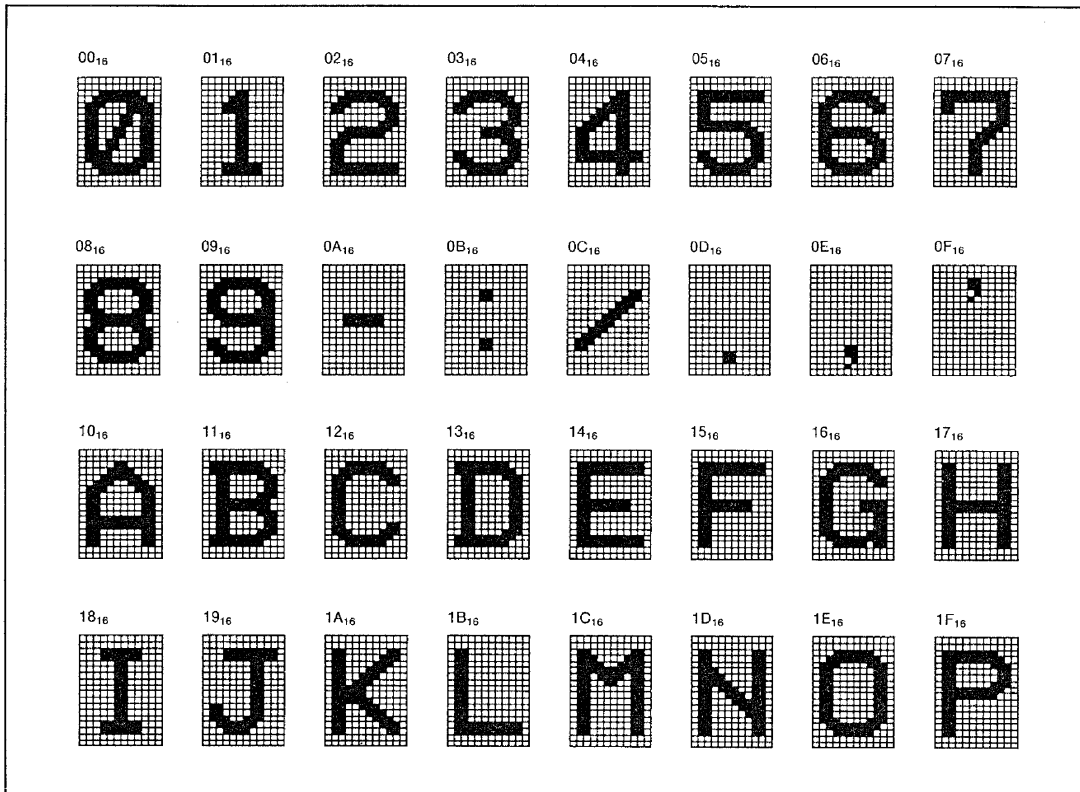 00₁₆ 01₁₆ 02₁₆ 03₁₆ 04₁₆ 05₁₆ 06₁₆ 07₁₆
0 1 2 3 4 5 6 7
08₁₆ 09₁₆ 0A₁₆ 0B₁₆ 0C₁₆ 0D₁₆ 0E₁₆ 0F₁₆
8 9 - : / . , '
10₁₆ 11₁₆ 12₁₆ 13₁₆ 14₁₆ 15₁₆ 16₁₆ 17₁₆
A B C D E F G H
18₁₆ 19₁₆ 1A₁₆ 1B₁₆ 1C₁₆ 1D₁₆ 1E₁₆ 1F₁₆
I J K L M N O P